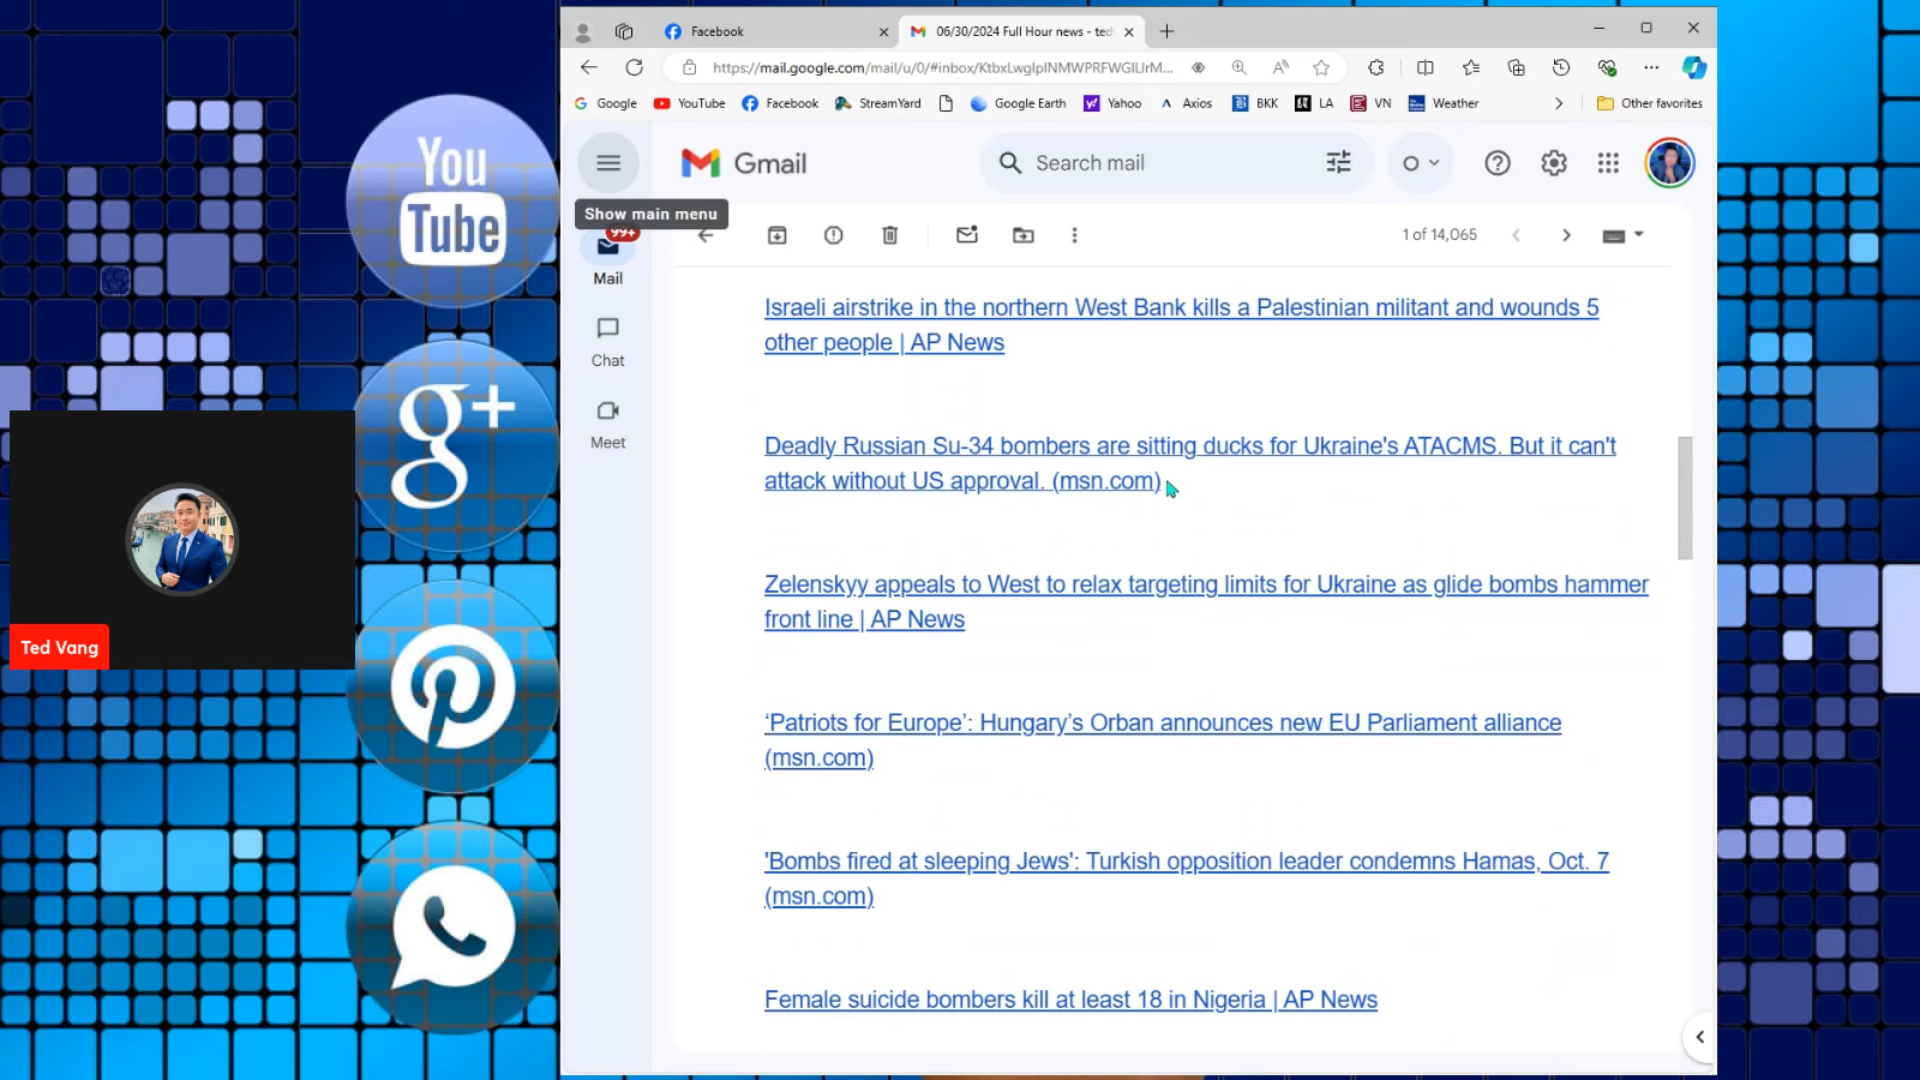 Facebook
06/30/2024 Full Hour news - ted
https://mail.google.com/mail/u/0/#inbox/KtbxLwglplNMWPRFWGlLlrM...
Google
YouTube
Facebook
StreamYard
Google Earth
Yahoo
Axios
BKK
LA
VN
Weather
Other favorites
Gmail
Search mail
Show main menu
99+
1 of 14,065
Mail
Chat
Meet
Israeli airstrike in the northern West Bank kills a Palestinian militant and wounds 5
other people | AP News
Deadly Russian Su-34 bombers are sitting ducks for Ukraine's ATACMS. But it can't
attack without US approval. (msn.com)
Zelenskyy appeals to West to relax targeting limits for Ukraine as glide bombs hammer
front line | AP News
‘Patriots for Europe’: Hungary’s Orban announces new EU Parliament alliance
(msn.com)
'Bombs fired at sleeping Jews': Turkish opposition leader condemns Hamas, Oct. 7
(msn.com)
Female suicide bombers kill at least 18 in Nigeria | AP News
You
Tube
g+
Ted Vang